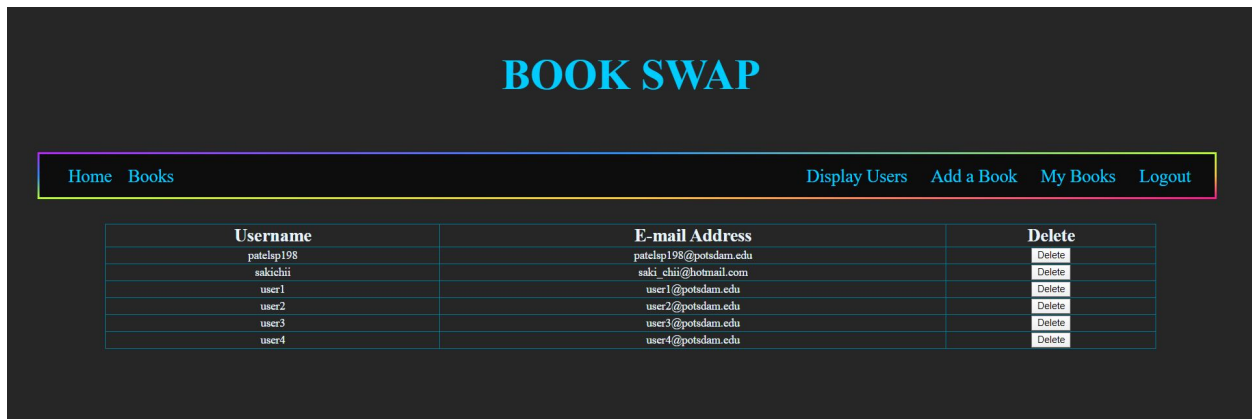 BOOK SWAP
Home Books Display Users Add a Book My Books Logout
Username E-mail Address Delete
patelsp198 patelsp198@potsdam.edu Delete
sakichii saki_chii@hotmail.com Delete
user1 user1@potsdam.edu Delete
user2 user2@potsdam.edu Delete
user3 user3@potsdam.edu Delete
user4 user4@potsdam.edu Delete